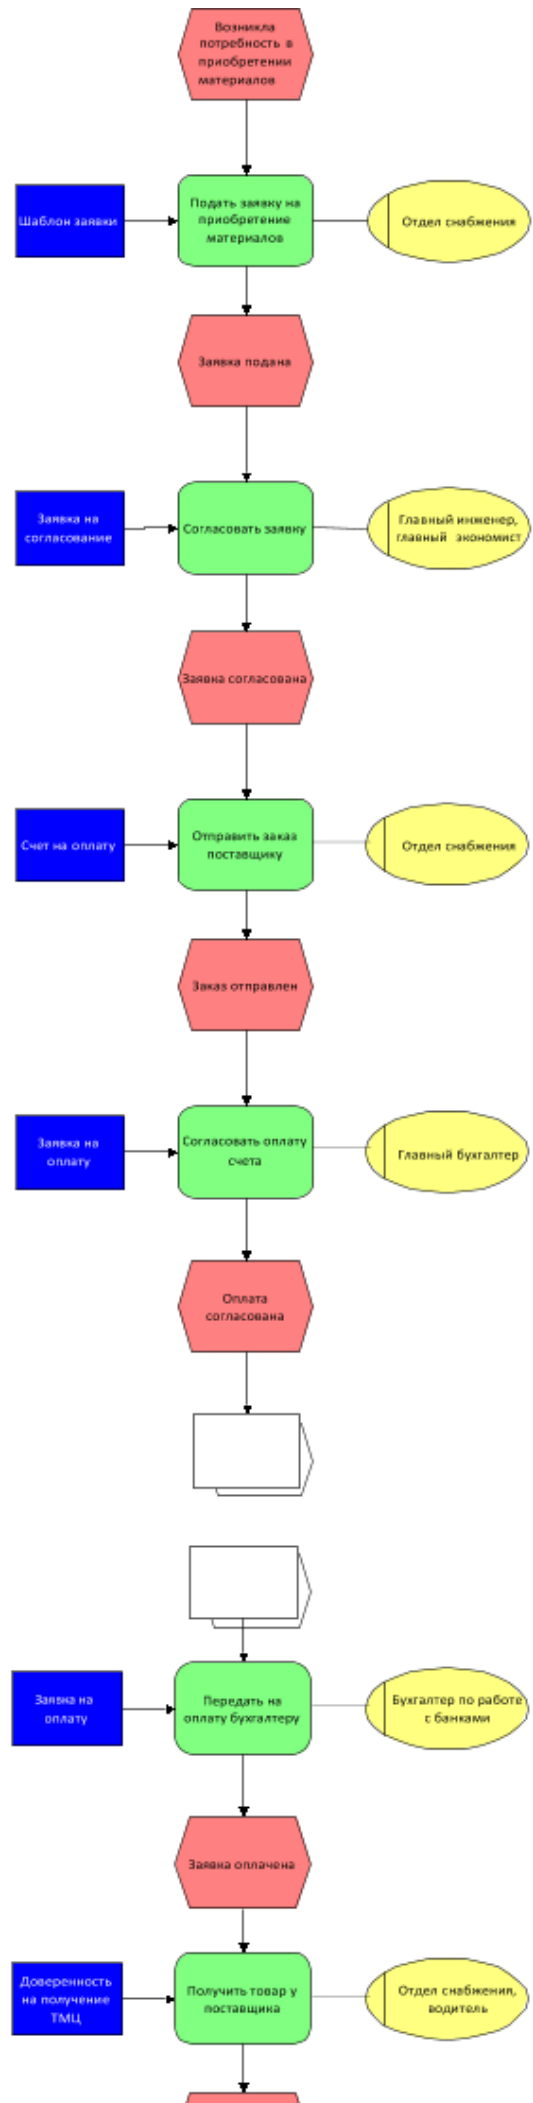 Возникла
потребность в
приобретении
материалов
Шаблон заявки
Подать заявку на
приобретение
материалов
Отдел снабжения
Заявка подана
Заявка на
согласование
Согласовать заявку
Главный инженер,
главный экономист
Заявка согласована
Счет на оплату
Отправить заказ
поставщику
Отдел снабжения
Заказ отправлен
Заявка на
оплату
Согласовать оплату
счета
Главный бухгалтер
Оплата
согласована
Заявка на
оплату
Передать на
оплату бухгалтеру
Бухгалтер по работе
с банками
Заявка оплачена
Доверенность
на получение
ТМЦ
Получить товар у
поставщика
Отдел снабжения,
водитель